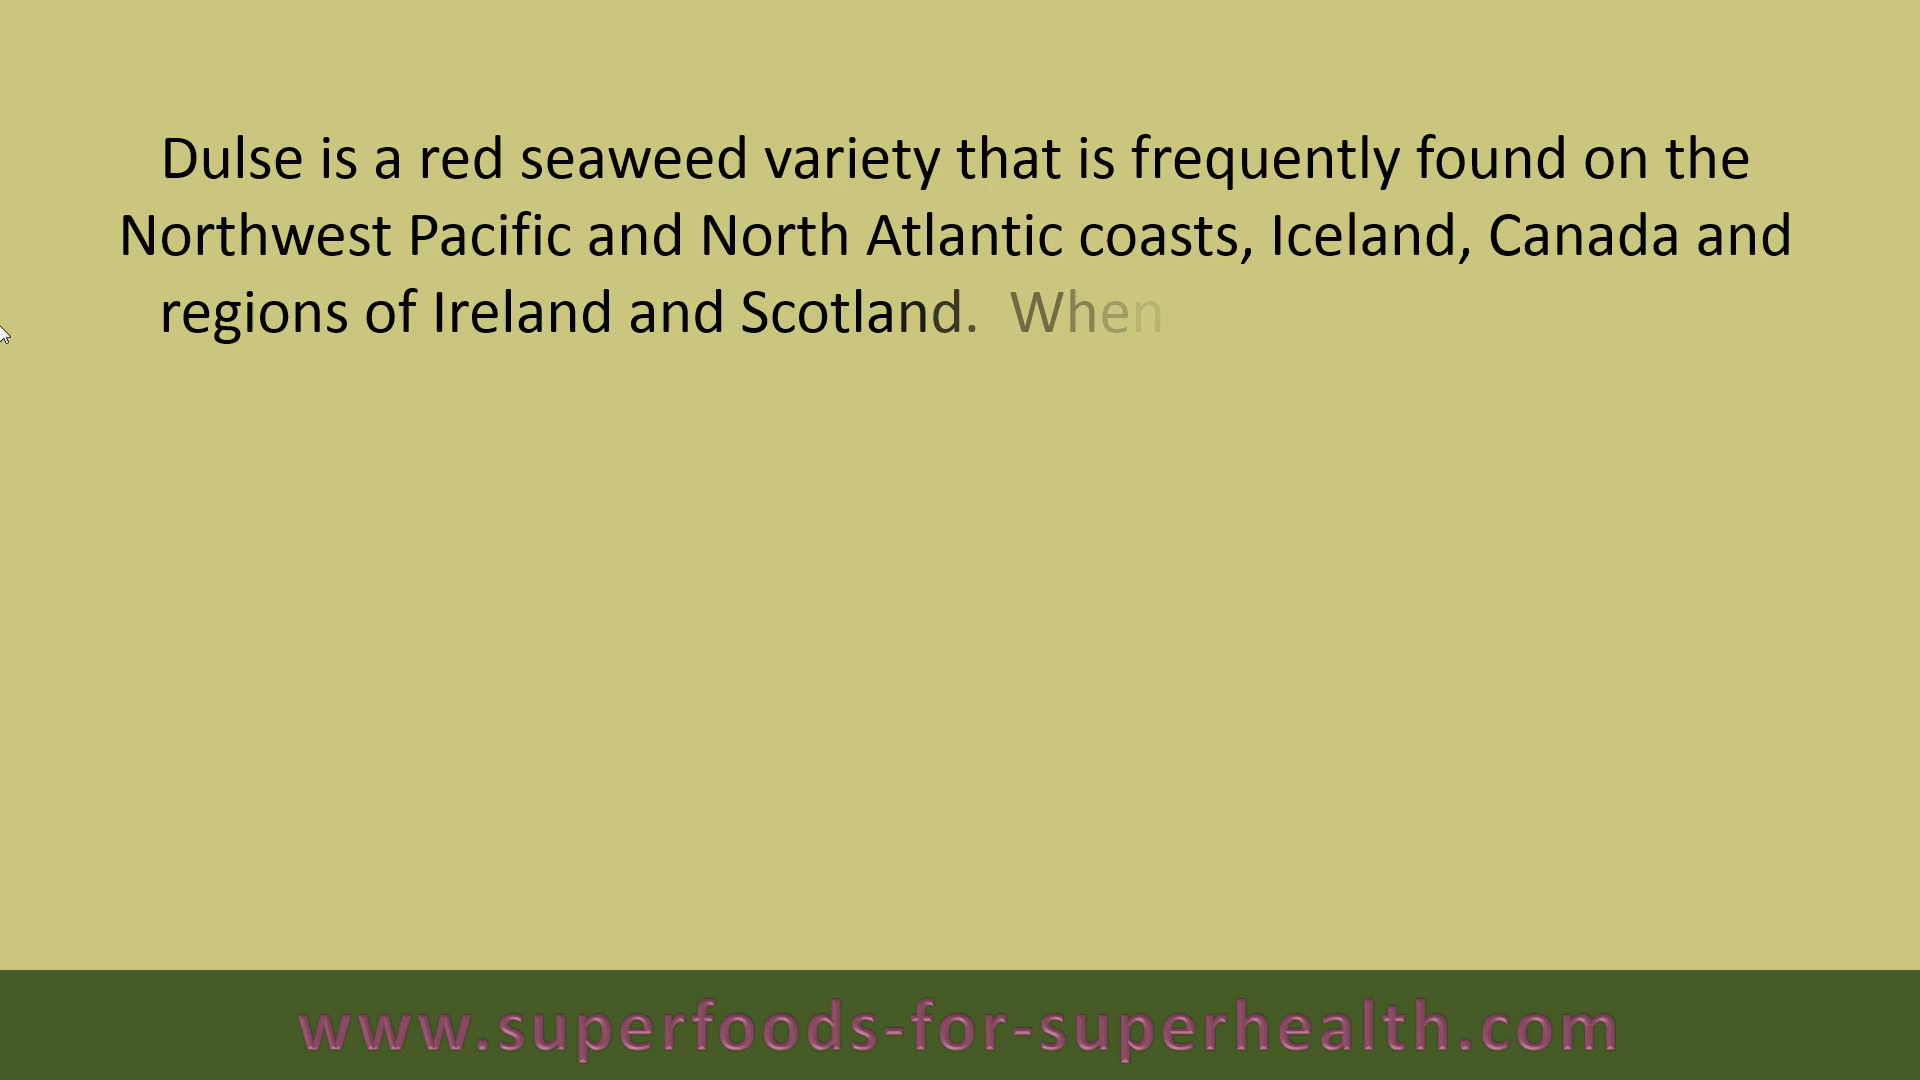 Dulse is a red seaweed variety that is frequently found on the
Northwest Pacific and North Atlantic coasts, Iceland, Canada and
regions of Ireland and Scotland.  When
www.superfoods-for-superhealth.com